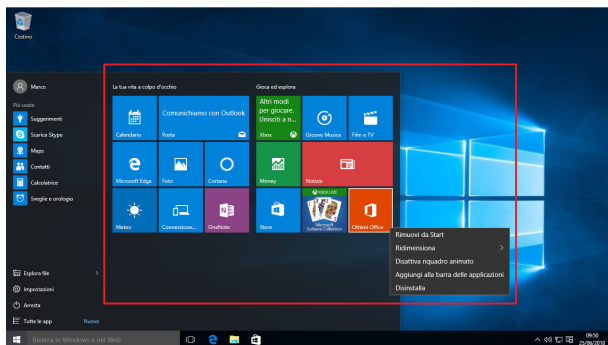 Cestino
Marco
Più usate
Suggerimenti
Scarica Skype
Maps
Contatti
Calcolatrice
Sveglie e orologio
Esplora file
Impostazioni
Arresta
Tutte le app
Nuova
La tua vita a colpo d'occhio
Calendario
Comunichiamo con Outlook
Posta
Microsoft Edge
Foto
Cortana
Meteo
Connessione...
OneNote
Gioca ed esplora
Altri modi
per giocare.
Unisciti a n...
Xbox
Groove Musica
Film e TV
Money
Notizie
Store
XBOX LIVE
Microsoft
Solitaire Collection
Ottieni Office
Rimuovi da Start
Ridimensiona
Disattiva riquadro animato
Aggiungi alla barra delle applicazioni
Disinstalla
Ricerca in Windows e nel Web
09:50
25/06/2018